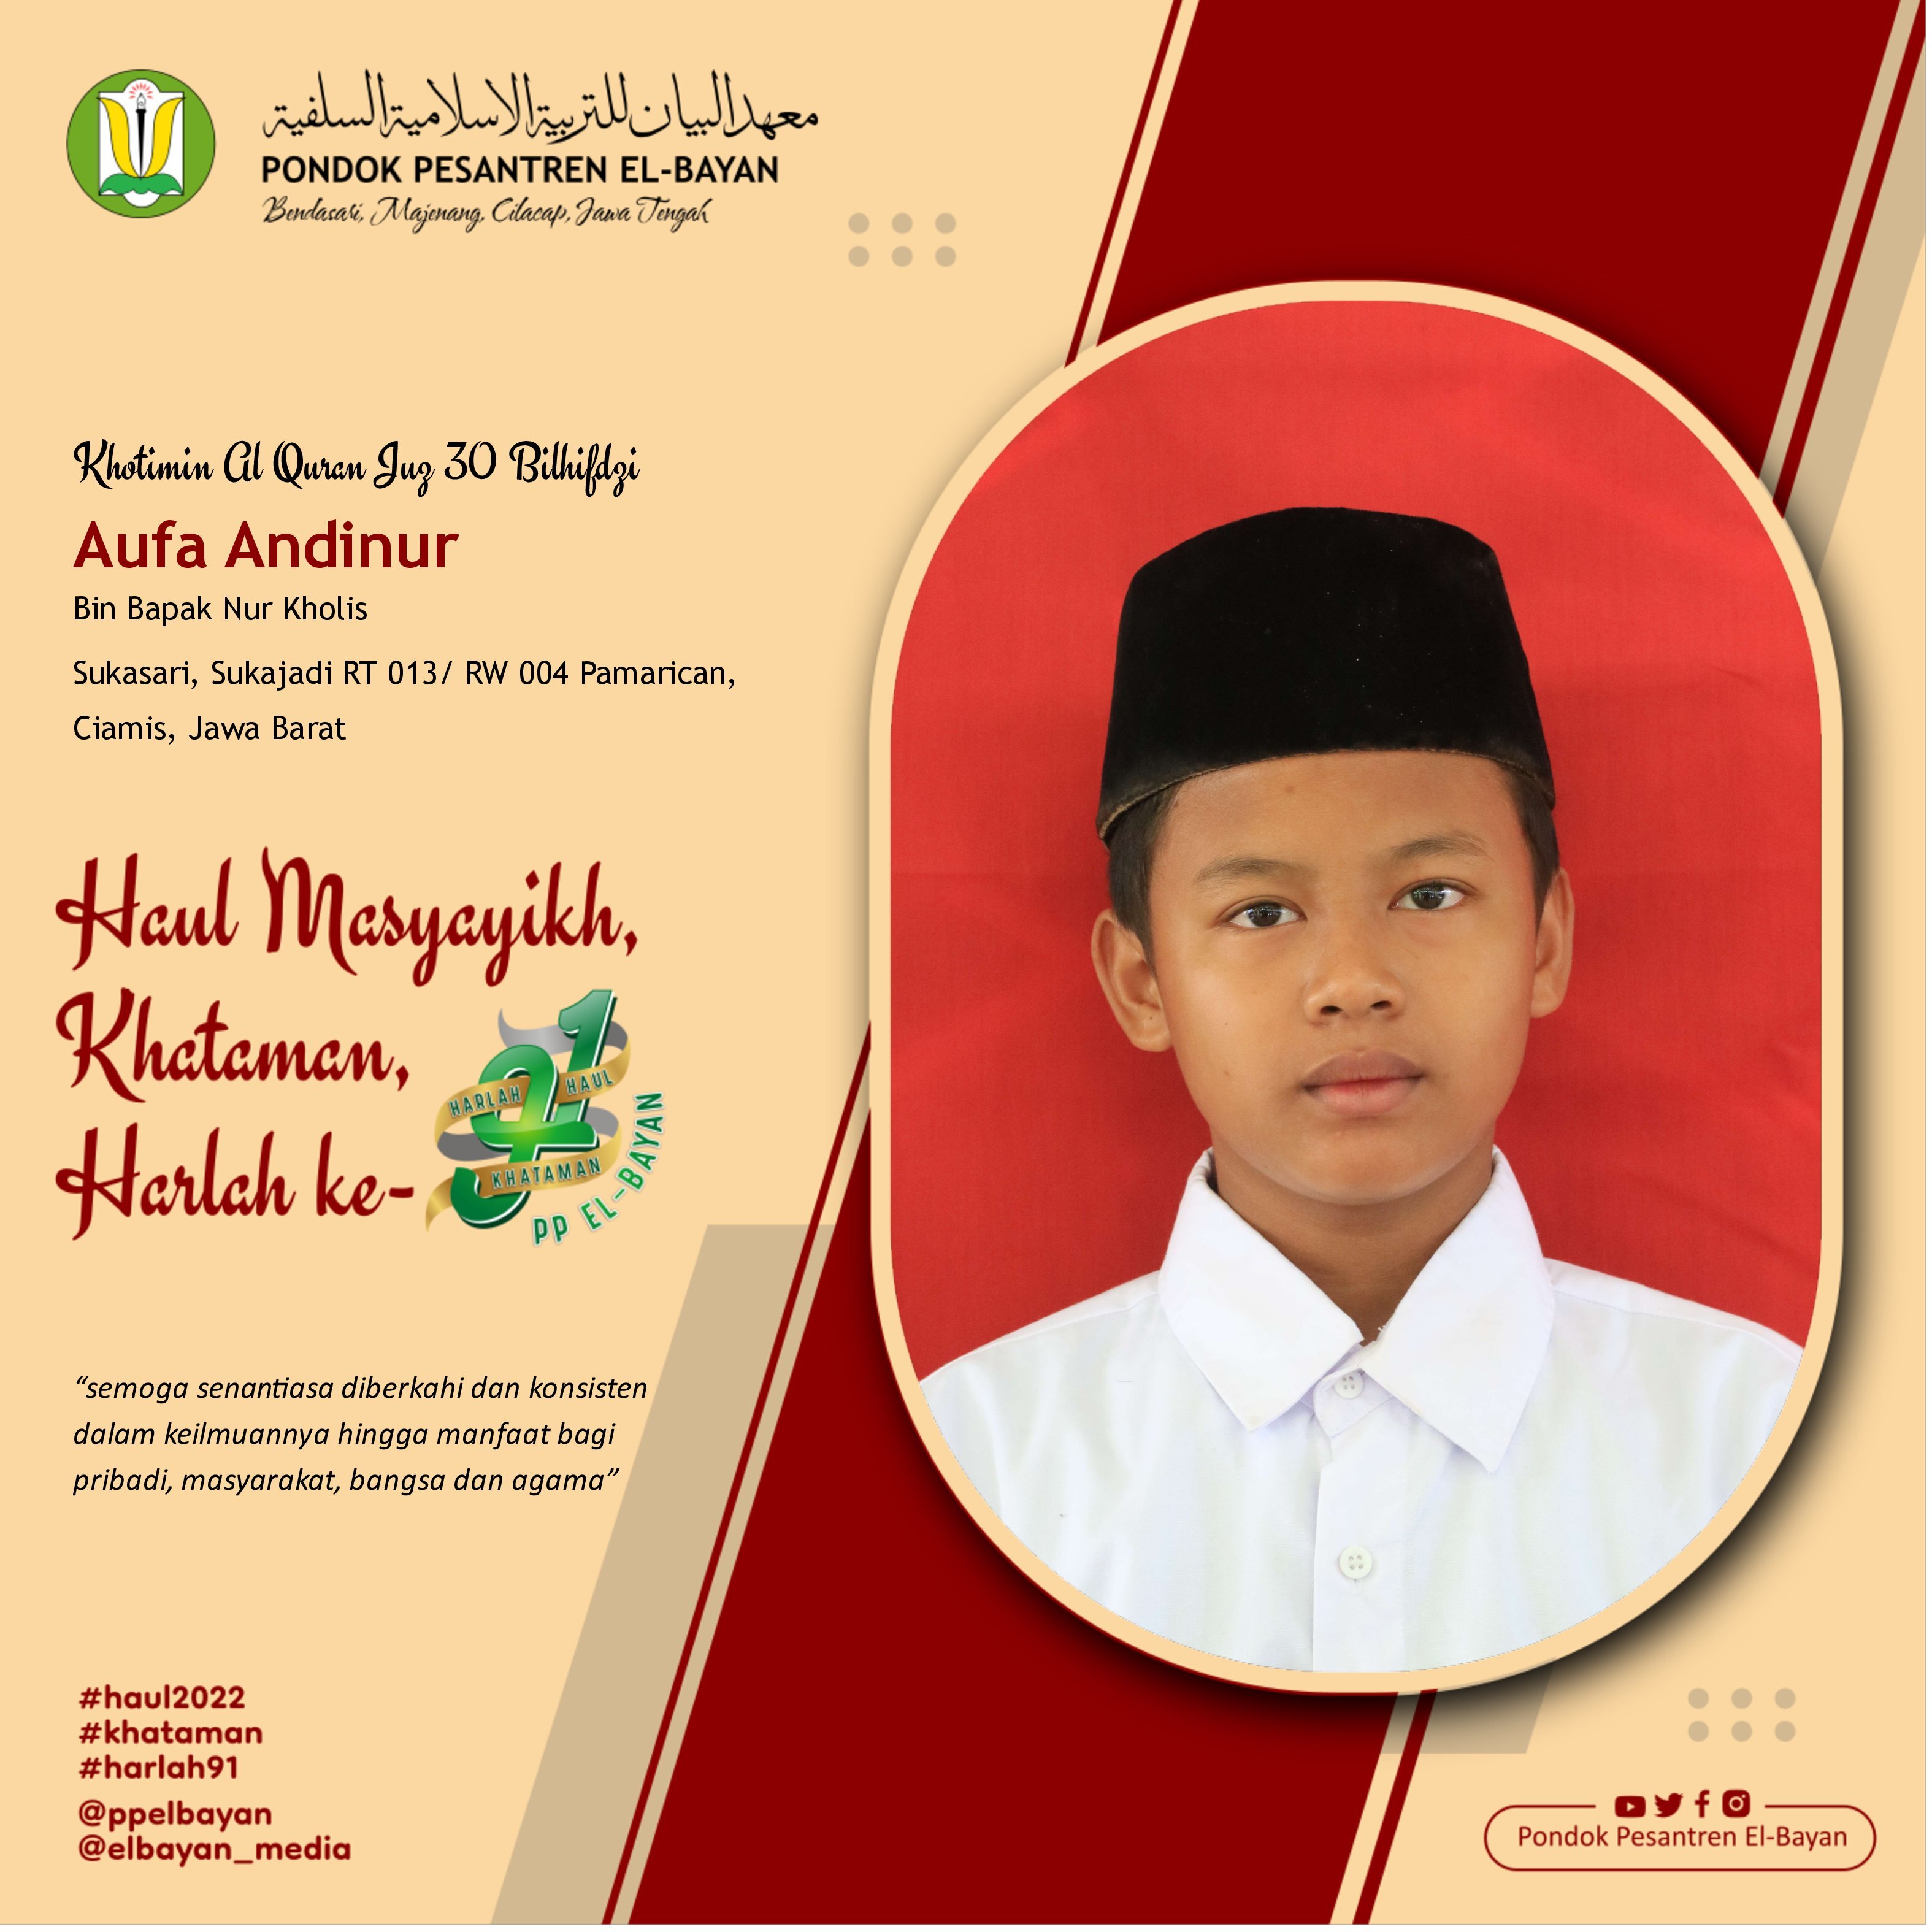 معهد البيان للتربية الاسلامية السلفية
PONDOK PESANTREN EL-BAYAN
Bendasari, Majenang, Cilacap, Jawa Tengah
Khotimin Al Quran Juz 30 Bilhifdzi
Aufa Andinur
Bin Bapak Nur Kholis
Sukasari, Sukajadi RT 013/ RW 004 Pamarican,
Ciamis, Jawa Barat
Haul Masyayikh,
Khataman,
Harlah ke-
91
HARLAH HAUL
KHATAMAN
PP EL-BAYAN
“semoga senantiasa diberkahi dan konsisten
dalam keilmuannya hingga manfaat bagi
pribadi, masyarakat, bangsa dan agama”
#haul2022
#khataman
#harlah91
@ppelbayan
@elbayan_media
Pondok Pesantren El-Bayan